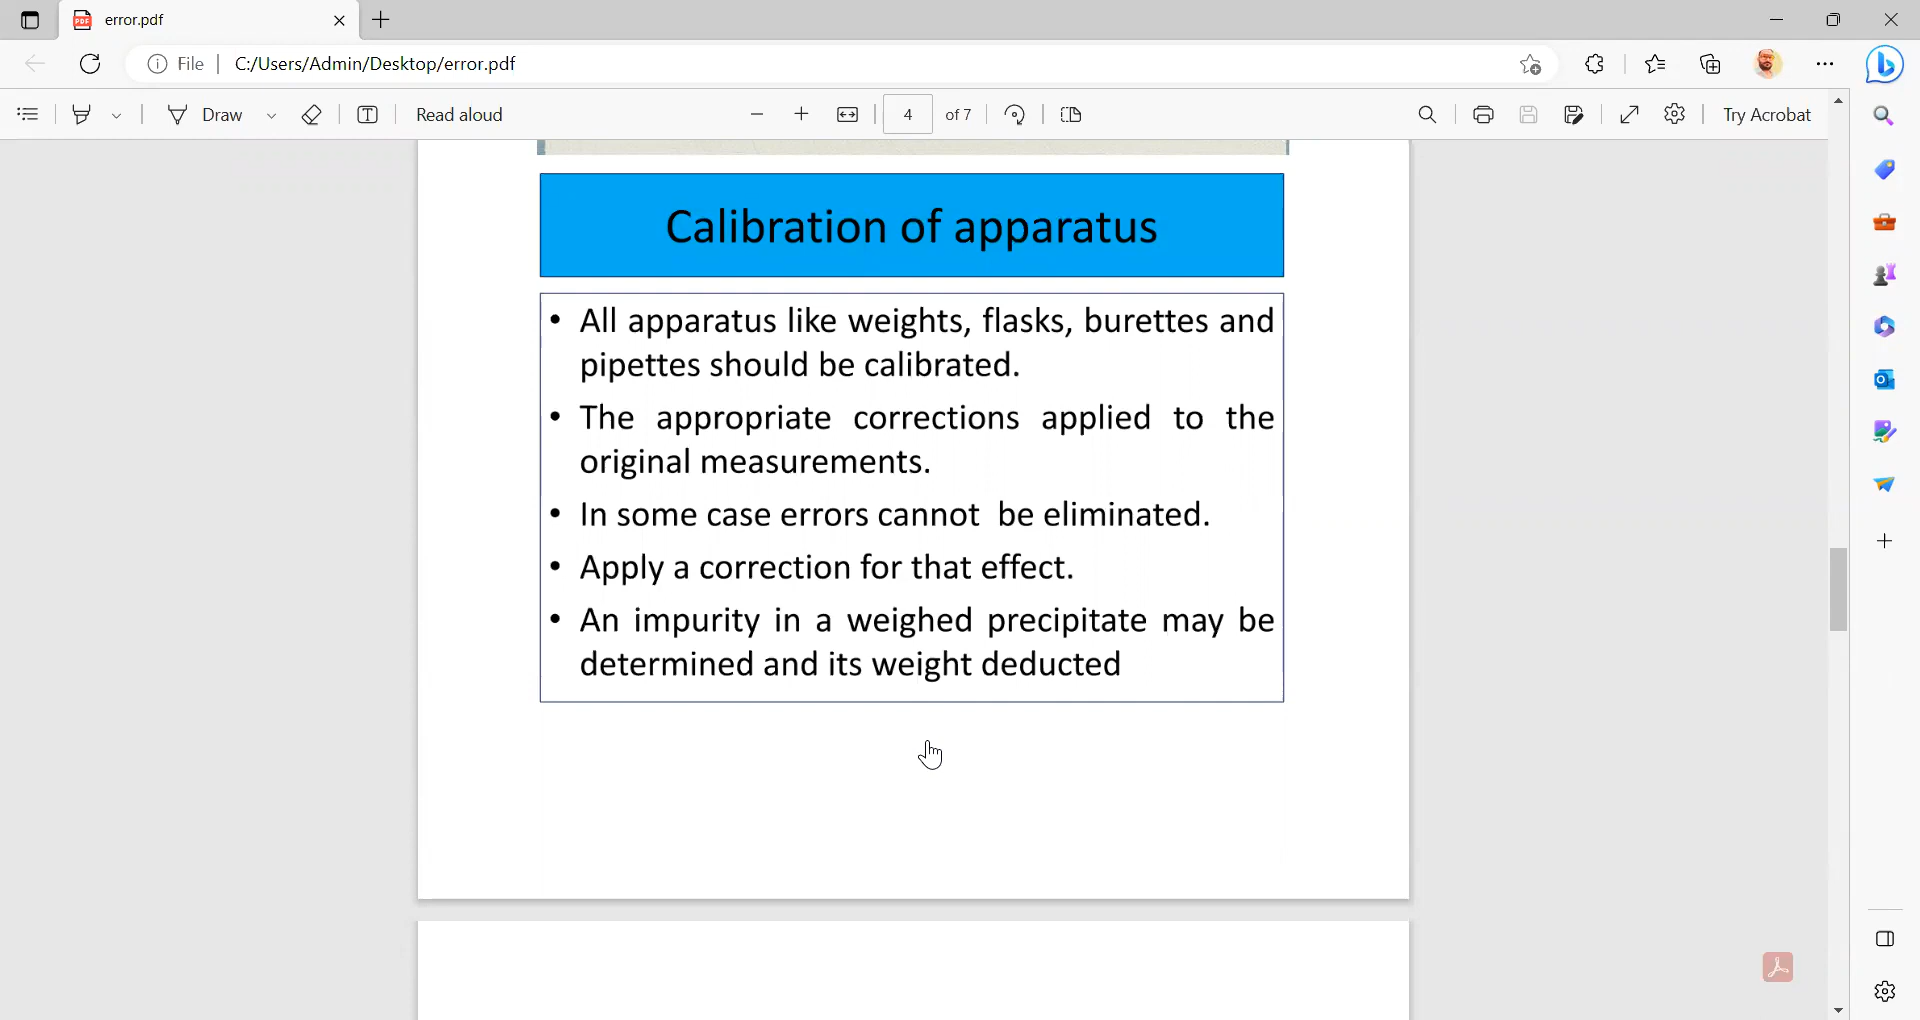 error.pdf
File
C:/Users/Admin/Desktop/error.pdf
Draw
Read aloud
4 of 7
Try Acrobat
Calibration of apparatus
• All apparatus like weights, flasks, burettes and
pipettes should be calibrated.
• The appropriate corrections applied to the
original measurements.
• In some case errors cannot be eliminated.
• Apply a correction for that effect.
• An impurity in a weighed precipitate may be
determined and its weight deducted